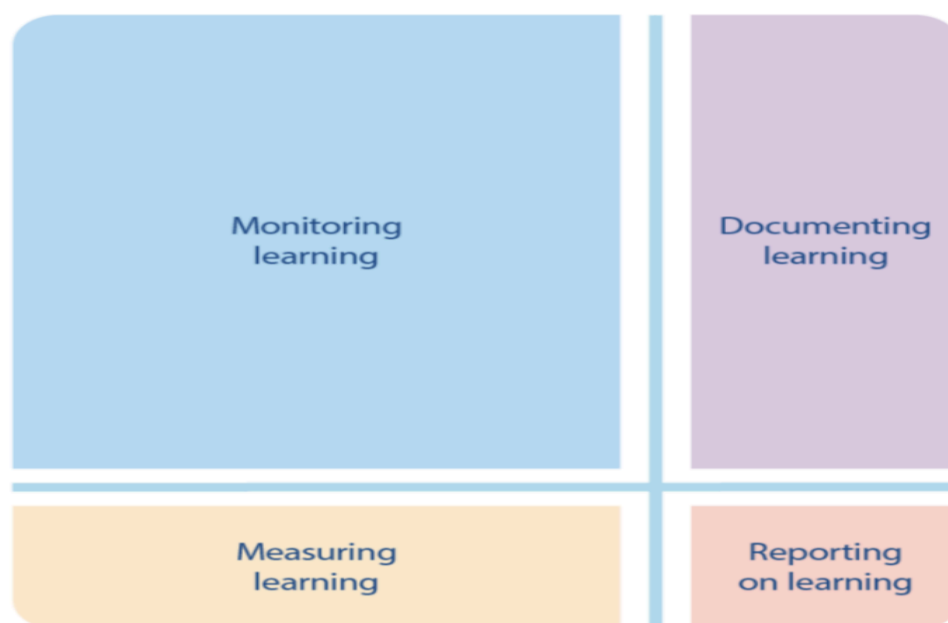 Monitoring
learning
Documenting
learning
Measuring
learning
Reporting
on learning